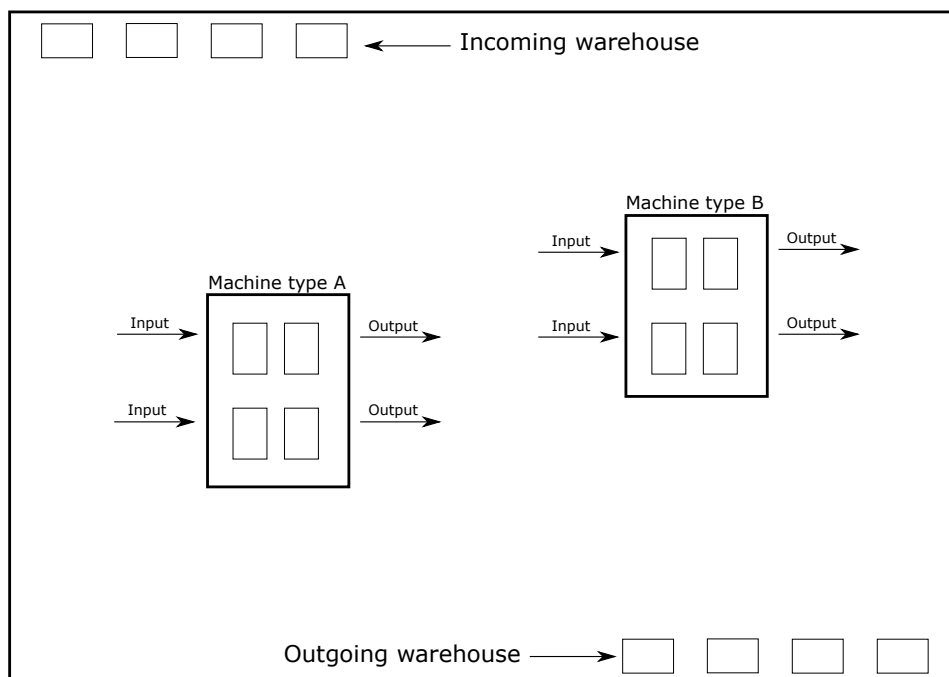 Incoming warehouse
Machine type B
Input
Output
Machine type A
Input
Output
Input
Output
Input
Output
Outgoing warehouse